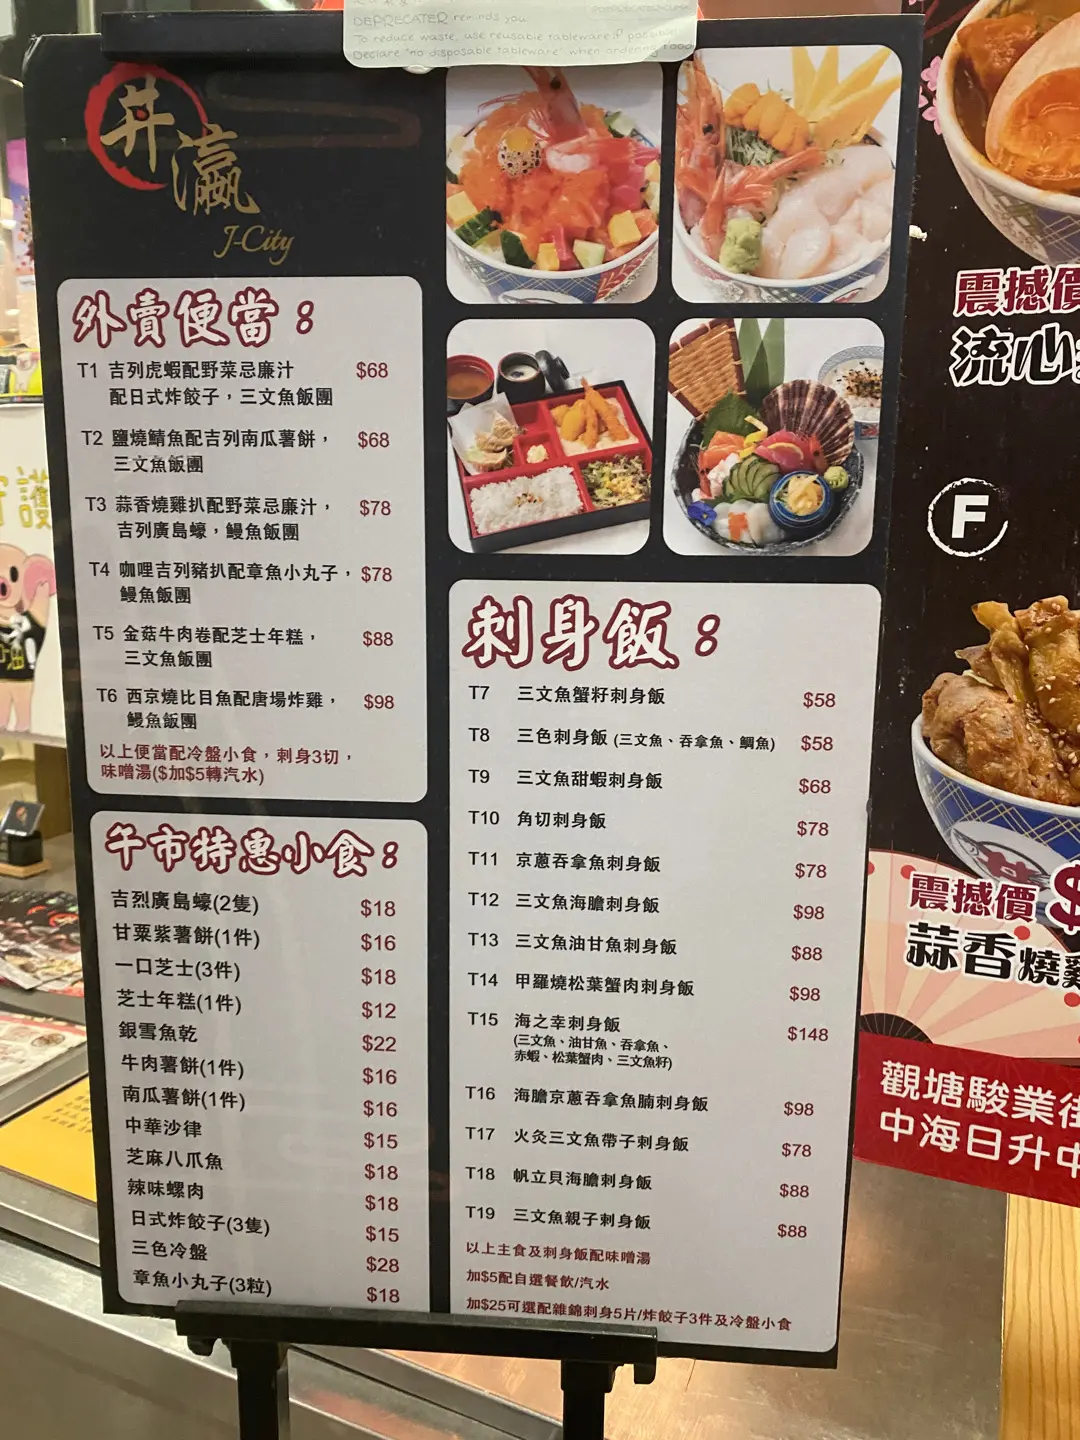 DEPRECATER reminds you
To reduce waste, use reusable tableware if possible.
Declare "no disposable tableware" when ordering food
丼瀛
J-City
外賣便當：
T1 吉列虎蝦配野菜忌廉汁 $68
配日式炸餃子，三文魚飯團
T2 鹽燒鯖魚配吉列南瓜薯餅， $68
三文魚飯團
T3 蒜香燒雞扒配野菜忌廉汁， $78
吉列廣島蠔，鰻魚飯團
T4 咖哩吉列豬扒配章魚小丸子， $78
鰻魚飯團
T5 金菇牛肉卷配芝士年糕， $88
三文魚飯團
T6 西京燒比目魚配唐場炸雞， $98
鰻魚飯團
以上便當配冷盤小食，刺身3切，
味噌湯($加$5轉汽水)
午市特惠小食：
吉烈廣島蠔(2隻) $18
甘粟紫薯餅(1件) $16
一口芝士(3件) $18
芝士年糕(1件) $12
銀雪魚乾 $22
牛肉薯餅(1件) $16
南瓜薯餅(1件) $16
中華沙律 $15
芝麻八爪魚 $18
辣味螺肉 $18
日式炸餃子(3隻) $15
三色冷盤 $28
章魚小丸子(3粒) $18
刺身飯：
T7 三文魚蟹籽刺身飯 $58
T8 三色刺身飯 (三文魚、吞拿魚、鯛魚) $58
T9 三文魚甜蝦刺身飯 $68
T10 角切刺身飯 $78
T11 京蔥吞拿魚刺身飯 $78
T12 三文魚海膽刺身飯 $98
T13 三文魚油甘魚刺身飯 $88
T14 甲羅燒松葉蟹肉刺身飯 $98
T15 海之幸刺身飯 $148
(三文魚、油甘魚、吞拿魚、
赤蝦、松葉蟹肉、三文魚籽)
T16 海膽京蔥吞拿魚腩刺身飯 $98
T17 火灸三文魚帶子刺身飯 $78
T18 帆立貝海膽刺身飯 $88
T19 三文魚親子刺身飯 $88
以上主食及刺身飯配味噌湯
加$5配自選餐飲/汽水
加$25可選配雜錦刺身5片/炸餃子3件及冷盤小食
震撼價
流心
F
震撼價 $
蒜香燒雞
觀塘駿業街
中海日升中
護